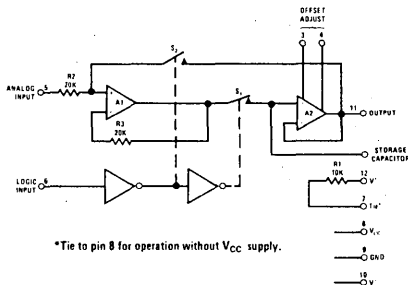 OFFSET
ADJUST
3 4
S2
ANALOG
INPUT
5
R2
20K
A1
S1
A2
11
OUTPUT
R3
20K
STORAGE
CAPACITOR
R1
10K
12
V+
7
Tie*
LOGIC
INPUT
6
8
VCC
9
GND
10
V-
*Tie to pin 8 for operation without VCC supply.